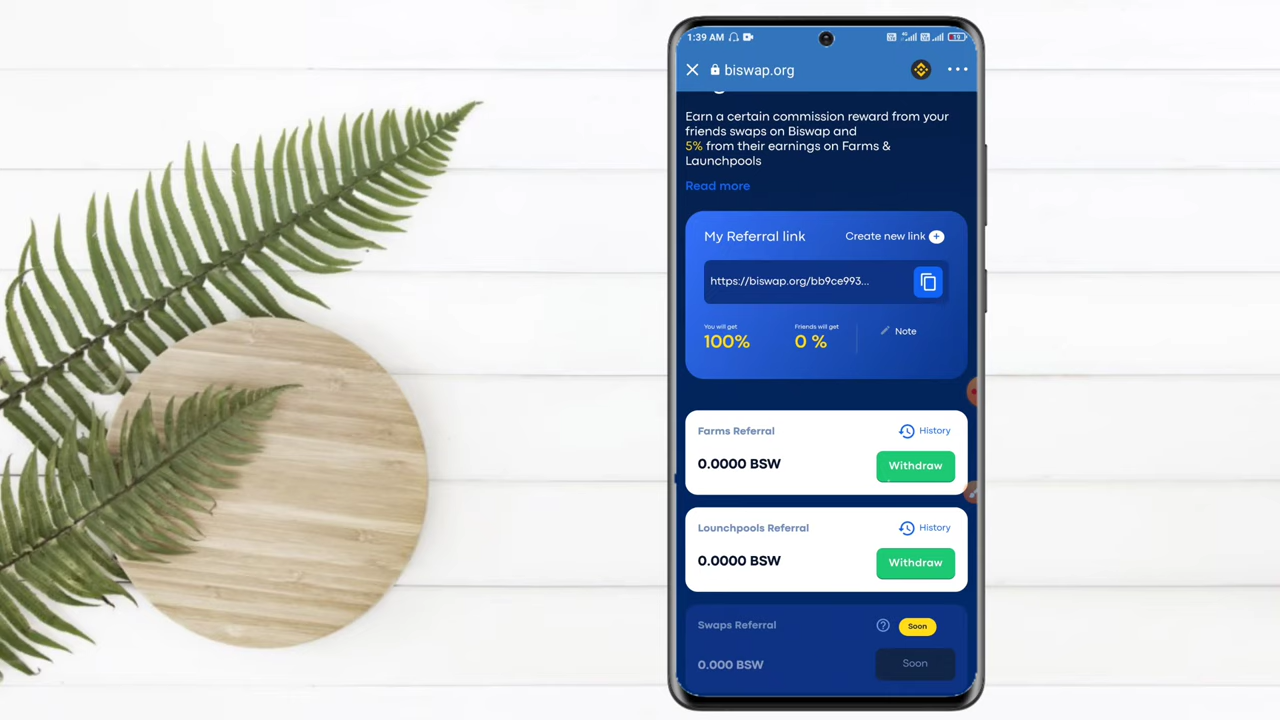 1:39 AM
19
biswap.org
Earn a certain commission reward from your
friends swaps on Biswap and
5% from their earnings on Farms &
Launchpools
Read more
My Referral link
Create new link
https://biswap.org/bb9ce993...
You will get
Friends will get
Note
100%
0 %
Farms Referral
History
0.0000 BSW
Withdraw
Lounchpools Referral
History
0.0000 BSW
Withdraw
Swaps Referral
Soon
0.000 BSW
Soon